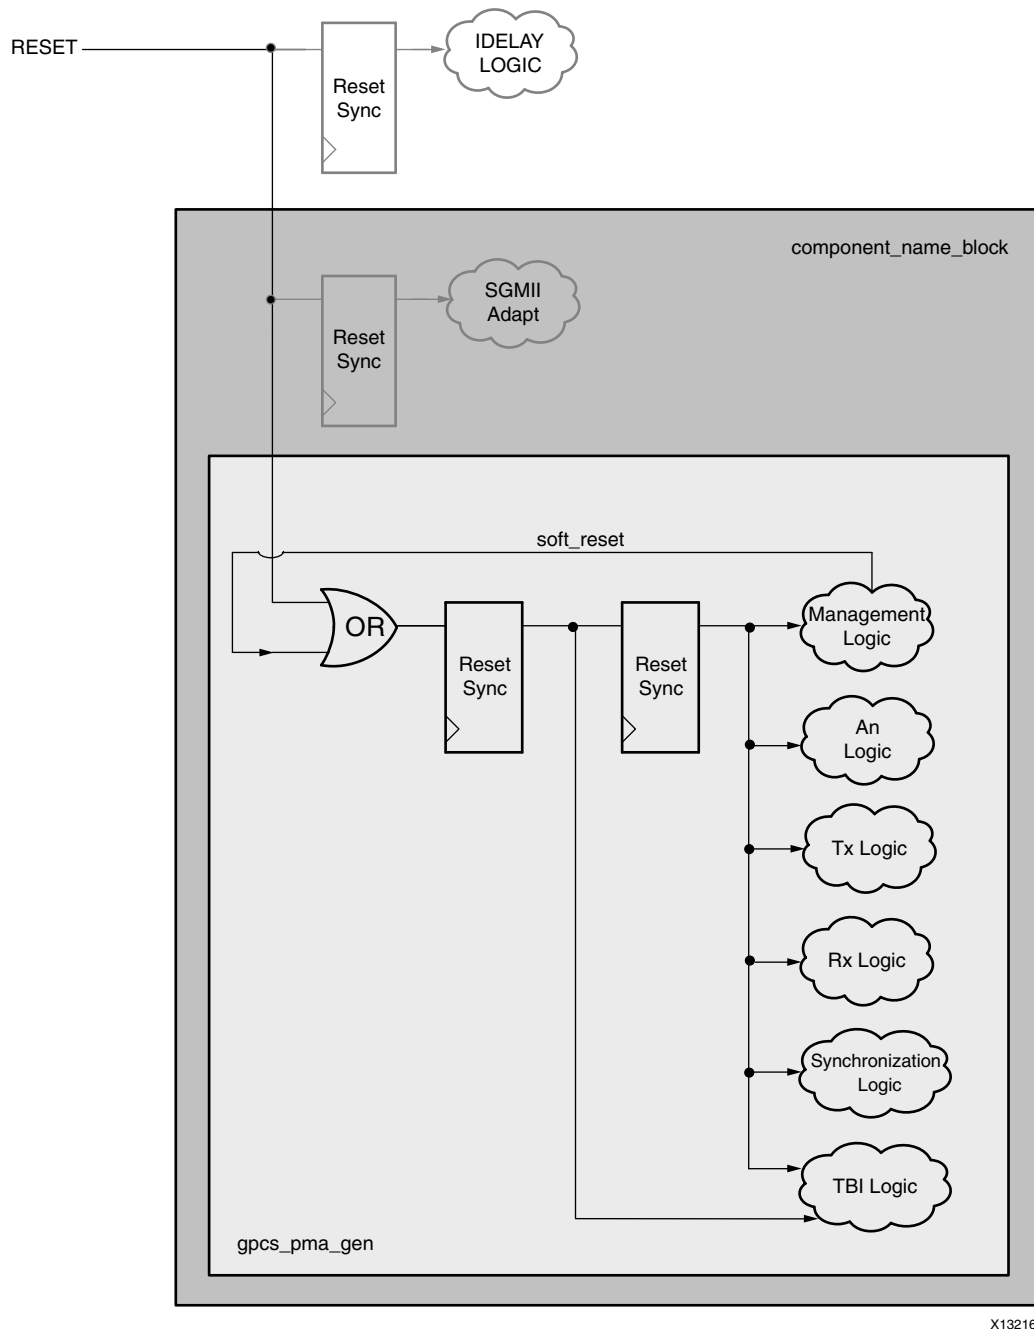 RESET
IDELAY
LOGIC
Reset
Sync
component_name_block
SGMII
Adapt
Reset
Sync
soft_reset
OR
Management
Logic
Reset
Sync
Reset
Sync
An
Logic
Tx Logic
Rx Logic
Synchronization
Logic
TBI Logic
gpcs_pma_gen
X13216